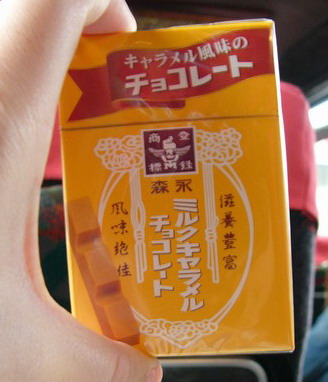 キャラメル風味の
チョコレート
商登
標録
森永
滋養豊富
ミルクキャラメル
チョコレート
風味絶佳